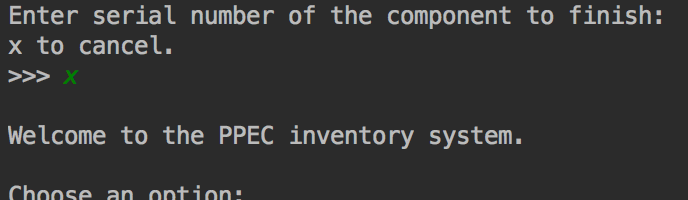 Enter serial number of the component to finish:
x to cancel.
>>> x
Welcome to the PPEC inventory system.
Choose an option: